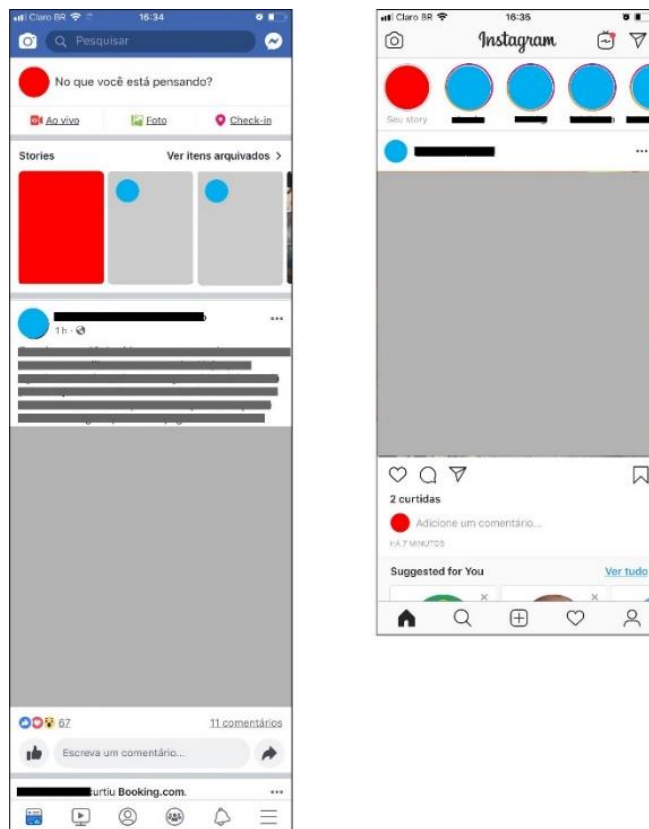 Claro BR 16:34
Pesquisar
No que você está pensando?
Ao vivo Foto Check-in
Stories Ver itens arquivados >
1 h
67 11 comentários
Escreva um comentário...
curtiu Booking.com.
Claro BR 16:35
Instagram
Seu story
2 curtidas
Adicione um comentário...
HÁ 7 MINUTOS
Suggested for You Ver tudo